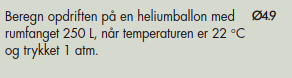 Beregn opdriften på en heliumballon med Ø4.9
rumfanget 250 L, når temperaturen er 22 °C
og trykket 1 atm.